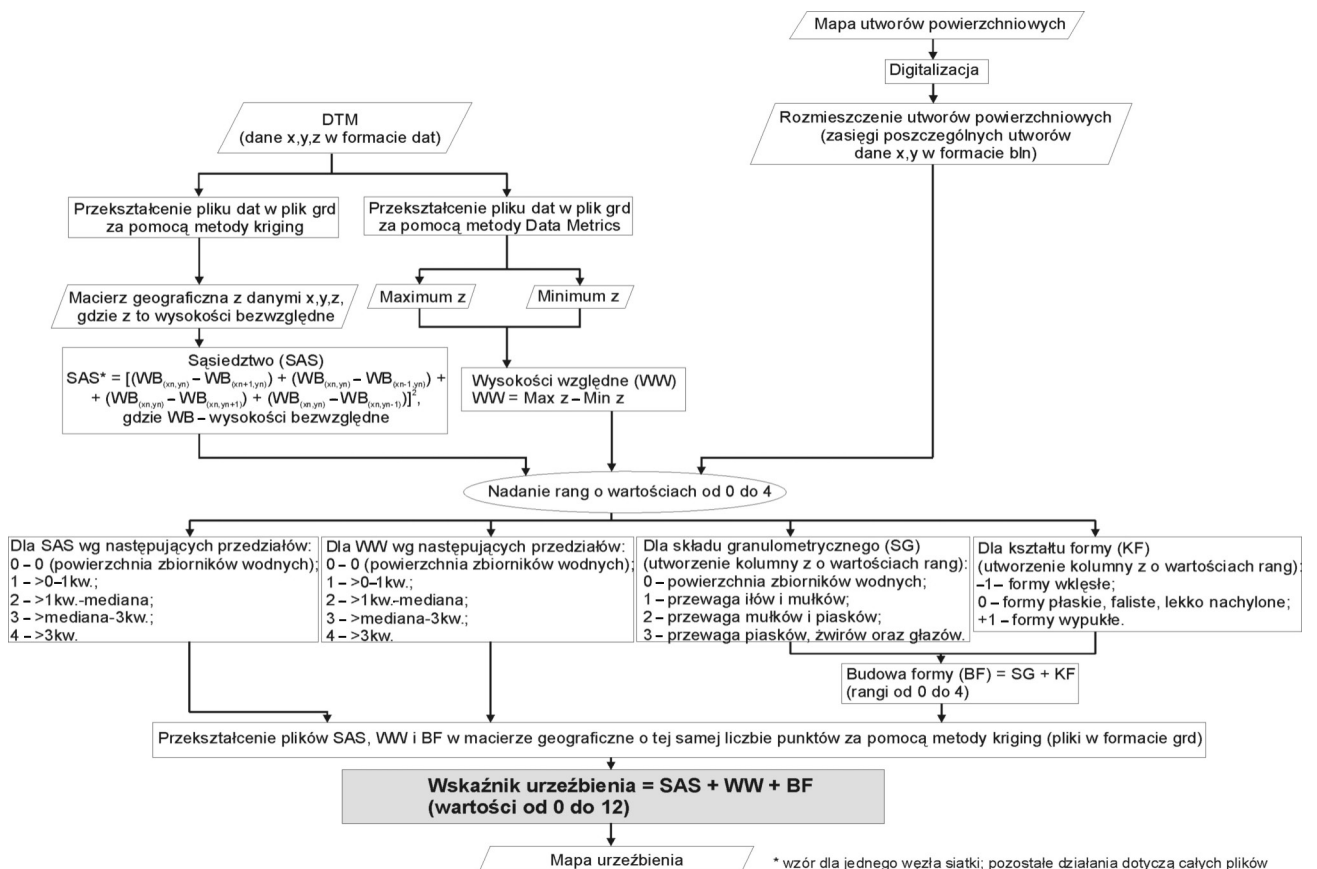 Mapa utworów powierzchniowych
Digitalizacja
Rozmieszczenie utworów powierzchniowych
(zasięgi poszczególnych utworów
dane x,y w formacie bln)
DTM
(dane x,y,z w formacie dat)
Przekształcenie pliku dat w plik grd
za pomocą metody kriging
Przekształcenie pliku dat w plik grd
za pomocą metody Data Metrics
Macierz geograficzna z danymi x,y,z,
gdzie z to wysokości bezwzględne
Maximum z
Minimum z
Sąsiedztwo (SAS)
SAS* = [(WB(xn,yn) – WB(xn+1,yn)) + (WB(xn,yn) – WB(xn-1,yn)) +
+ (WB(xn,yn) – WB(xn,yn+1)) + (WB(xn,yn) – WB(xn,yn-1))]²,
gdzie WB – wysokości bezwzględne
Wysokości względne (WW)
WW = Max z – Min z
Nadanie rang o wartościach od 0 do 4
Dla SAS wg następujących przedziałów:
0 – 0 (powierzchnia zbiorników wodnych);
1 – >0–1kw.;
2 – >1kw.-mediana;
3 – >mediana-3kw.;
4 – >3kw.
Dla WW wg następujących przedziałów:
0 – 0 (powierzchnia zbiorników wodnych);
1 – >0–1kw.;
2 – >1kw.-mediana;
3 – >mediana-3kw.;
4 – >3kw.
Dla składu granulometrycznego (SG)
(utworzenie kolumny z o wartościach rang):
0 – powierzchnia zbiorników wodnych;
1 – przewaga iłów i mułków;
2 – przewaga mułków i piasków;
3 – przewaga piasków, żwirów oraz głazów.
Dla kształtu formy (KF)
(utworzenie kolumny z o wartościach rang):
–1 – formy wklęsłe;
0 – formy płaskie, faliste, lekko nachylone;
+1 – formy wypukłe.
Budowa formy (BF) = SG + KF
(rangi od 0 do 4)
Przekształcenie plików SAS, WW i BF w macierze geograficzne o tej samej liczbie punktów za pomocą metody kriging (pliki w formacie grd)
Wskaźnik urzeźbienia = SAS + WW + BF
(wartości od 0 do 12)
Mapa urzeźbienia
* wzór dla jednego węzła siatki; pozostałe działania dotyczą całych plików